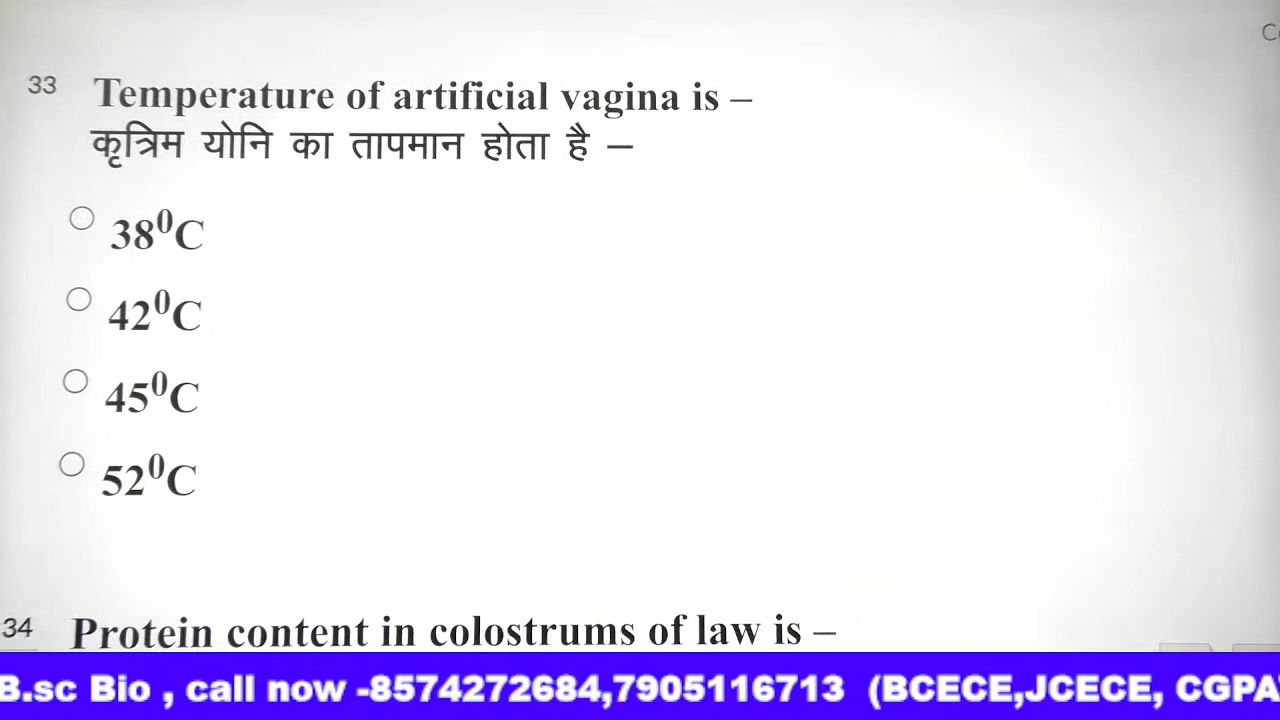 33 Temperature of artificial vagina is –
कृत्रिम योनि का तापमान होता है –
38⁰C
42⁰C
45⁰C
52⁰C
34 Protein content in colostrums of law is –
B.sc Bio , call now -8574272684,7905116713 (BCECE,JCECE, CGPA